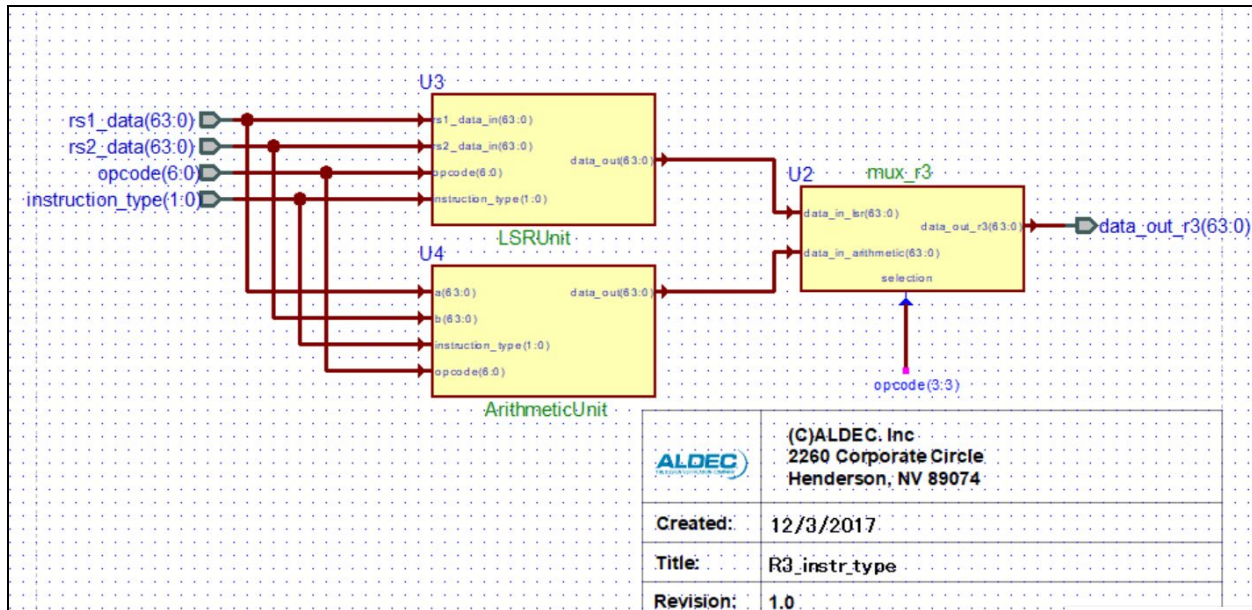 U3
rs1_data(63:0)
rs2_data(63:0)
opcode(6:0)
instruction_type(1:0)
rs1_data_in(63:0)
rs2_data_in(63:0)
opcode(6:0)
instruction_type(1:0)
data_out(63:0)
LSRUnit
U4
a(63:0)
b(63:0)
instruction_type(1:0)
opcode(6:0)
data_out(63:0)
ArithmeticUnit
U2
mux_r3
data_in_lsr(63:0)
data_in_arithmetic(63:0)
data_out_r3(63:0)
selection
data_out_r3(63:0)
opcode(3:3)
ALDEC
(C)ALDEC. Inc
2260 Corporate Circle
Henderson, NV 89074
Created: 12/3/2017
Title: R3_instr_type
Revision: 1.0